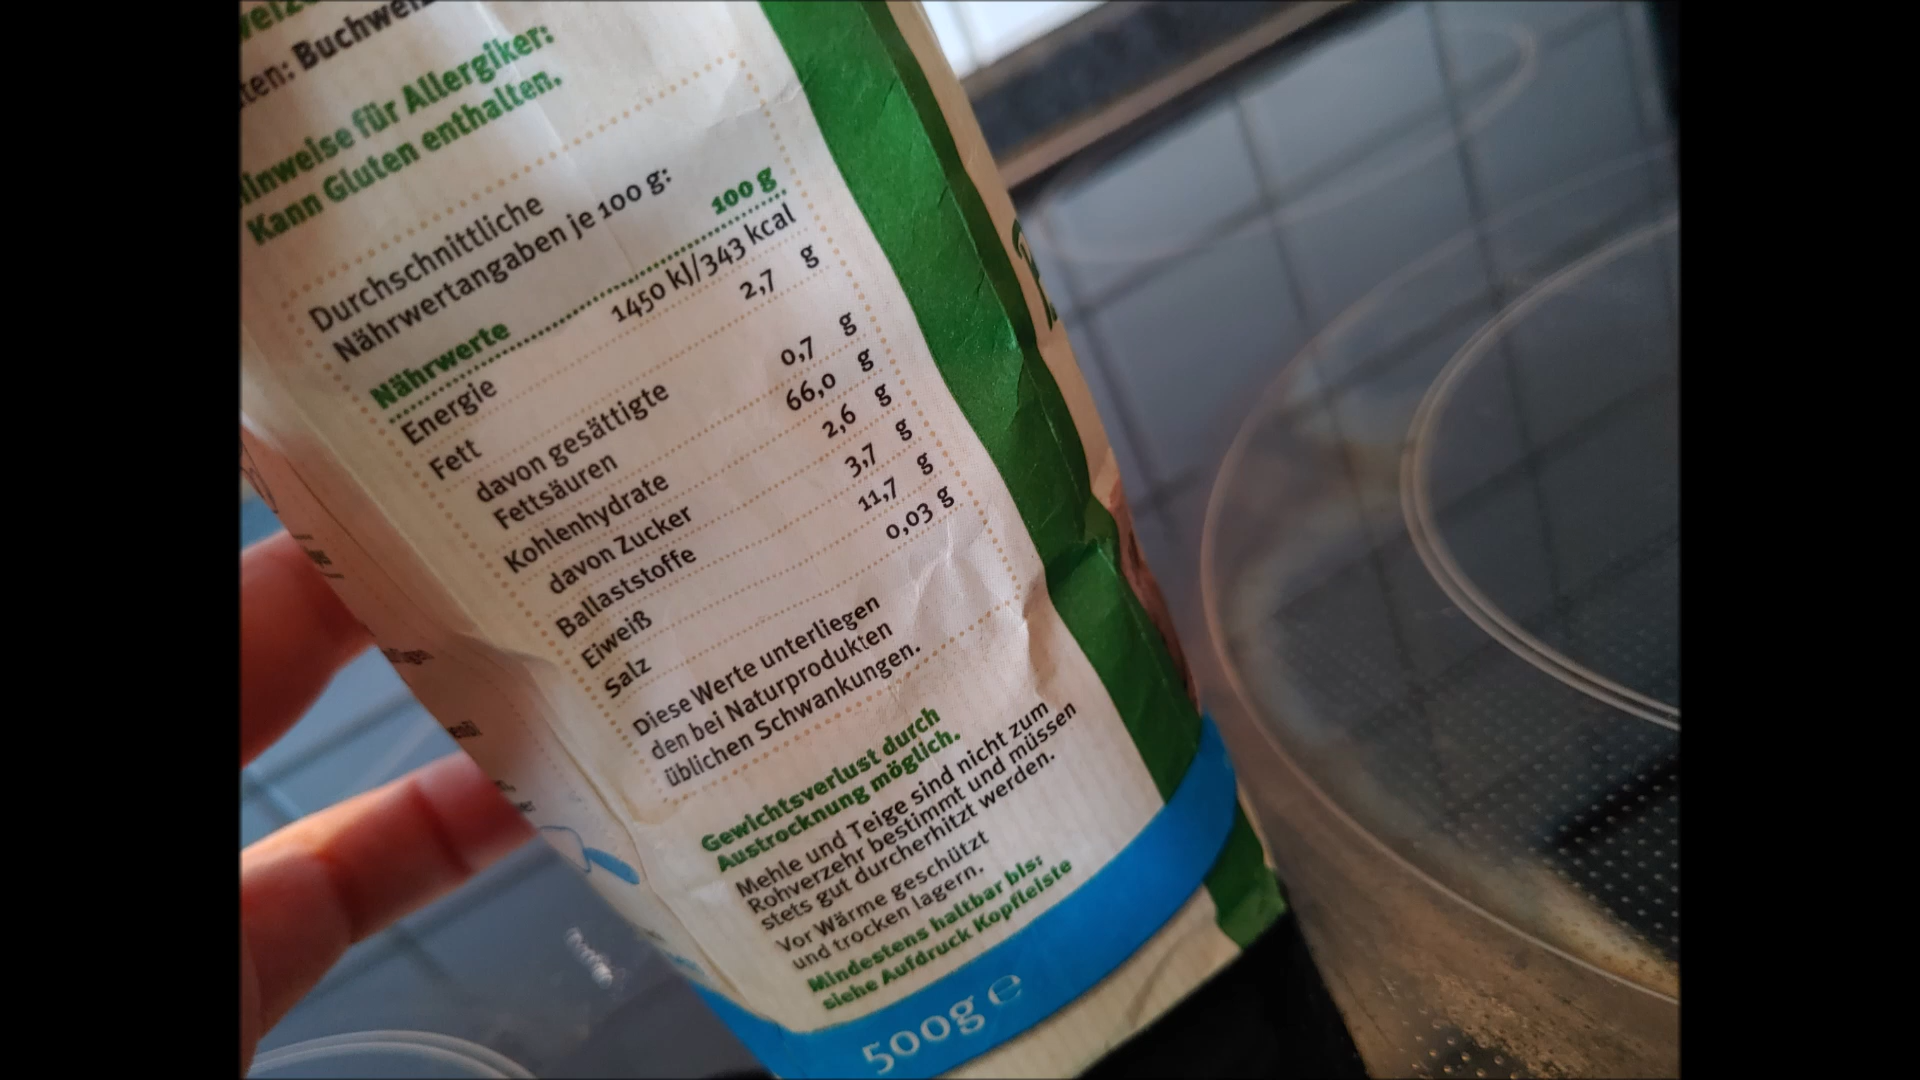 ten: Buchweiz
Hinweise für Allergiker:
Kann Gluten enthalten.
Durchschnittliche
Nährwertangaben je 100 g:
Nährwerte 100 g
Energie 1450 kJ/343 kcal
Fett 2,7 g
davon gesättigte
Fettsäuren 0,7 g
Kohlenhydrate 66,0 g
davon Zucker 2,6 g
Ballaststoffe 3,7 g
Eiweiß 11,7 g
Salz 0,03 g
Diese Werte unterliegen
den bei Naturprodukten
üblichen Schwankungen.
Gewichtsverlust durch
Austrocknung möglich.
Mehle und Teige sind nicht zum
Rohverzehr bestimmt und müssen
stets gut durcherhitzt werden.
Vor Wärme geschützt
und trocken lagern.
Mindestens haltbar bis:
siehe Aufdruck Kopfleiste
500g e